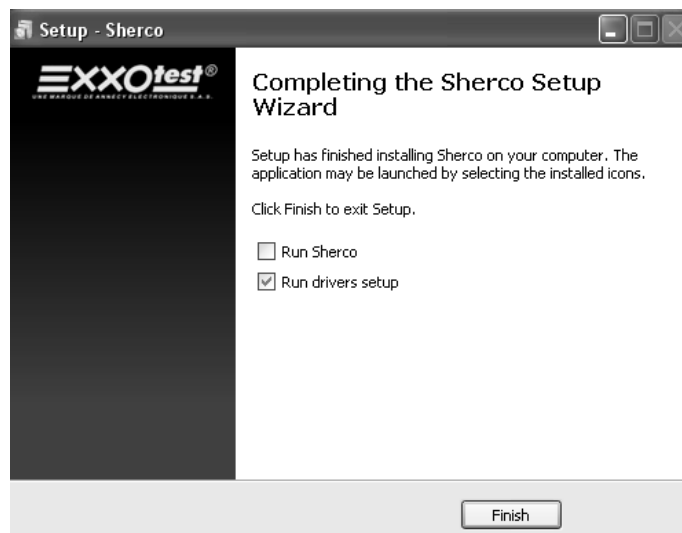 Setup - Sherco
EXXOtest®
UNE MARQUE DE ANNECY ELECTRONIQUE S.A.S.
Completing the Sherco Setup
Wizard
Setup has finished installing Sherco on your computer. The
application may be launched by selecting the installed icons.
Click Finish to exit Setup.
Run Sherco
Run drivers setup
Finish